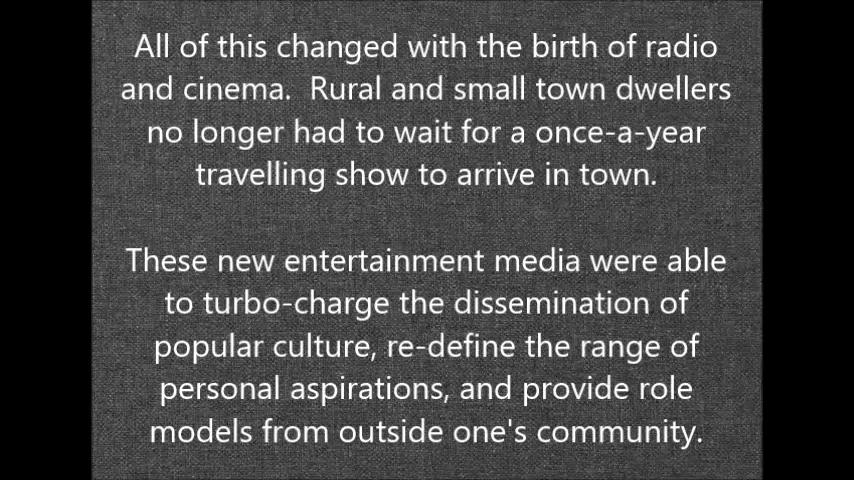 All of this changed with the birth of radio
and cinema.  Rural and small town dwellers
no longer had to wait for a once-a-year
travelling show to arrive in town.
These new entertainment media were able
to turbo-charge the dissemination of
popular culture, re-define the range of
personal aspirations, and provide role
models from outside one's community.